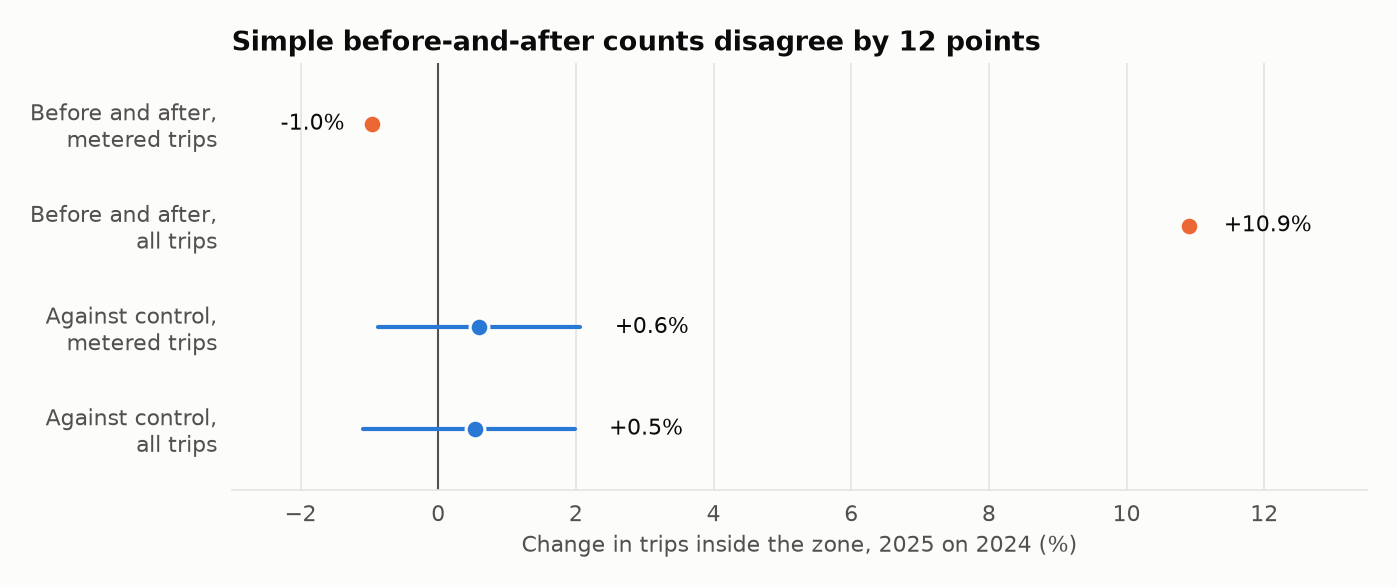 Simple before-and-after counts disagree by 12 points
Before and after,
metered trips
-1.0%
Before and after,
all trips
+10.9%
Against control,
metered trips
+0.6%
Against control,
all trips
+0.5%
−2 0 2 4 6 8 10 12
Change in trips inside the zone, 2025 on 2024 (%)